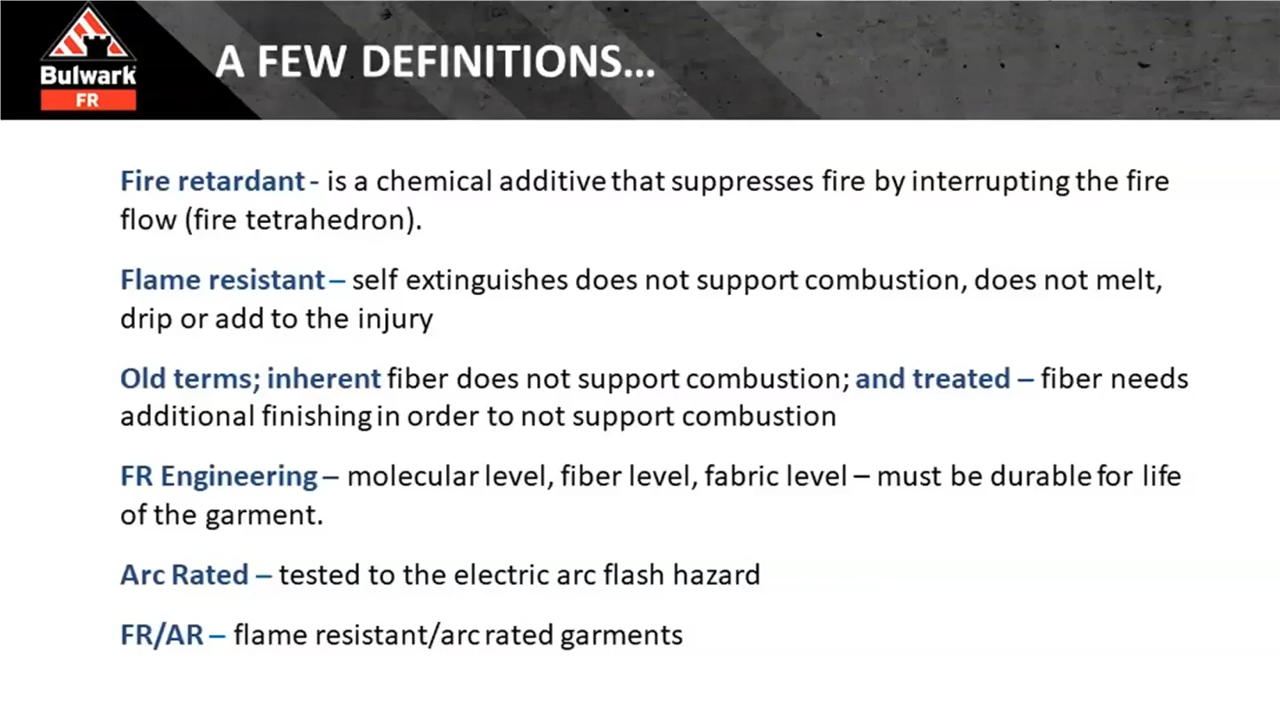 Bulwark
FR
A FEW DEFINITIONS...
Fire retardant - is a chemical additive that suppresses fire by interrupting the fire
flow (fire tetrahedron).
Flame resistant – self extinguishes does not support combustion, does not melt,
drip or add to the injury
Old terms; inherent fiber does not support combustion; and treated – fiber needs
additional finishing in order to not support combustion
FR Engineering – molecular level, fiber level, fabric level – must be durable for life
of the garment.
Arc Rated – tested to the electric arc flash hazard
FR/AR – flame resistant/arc rated garments